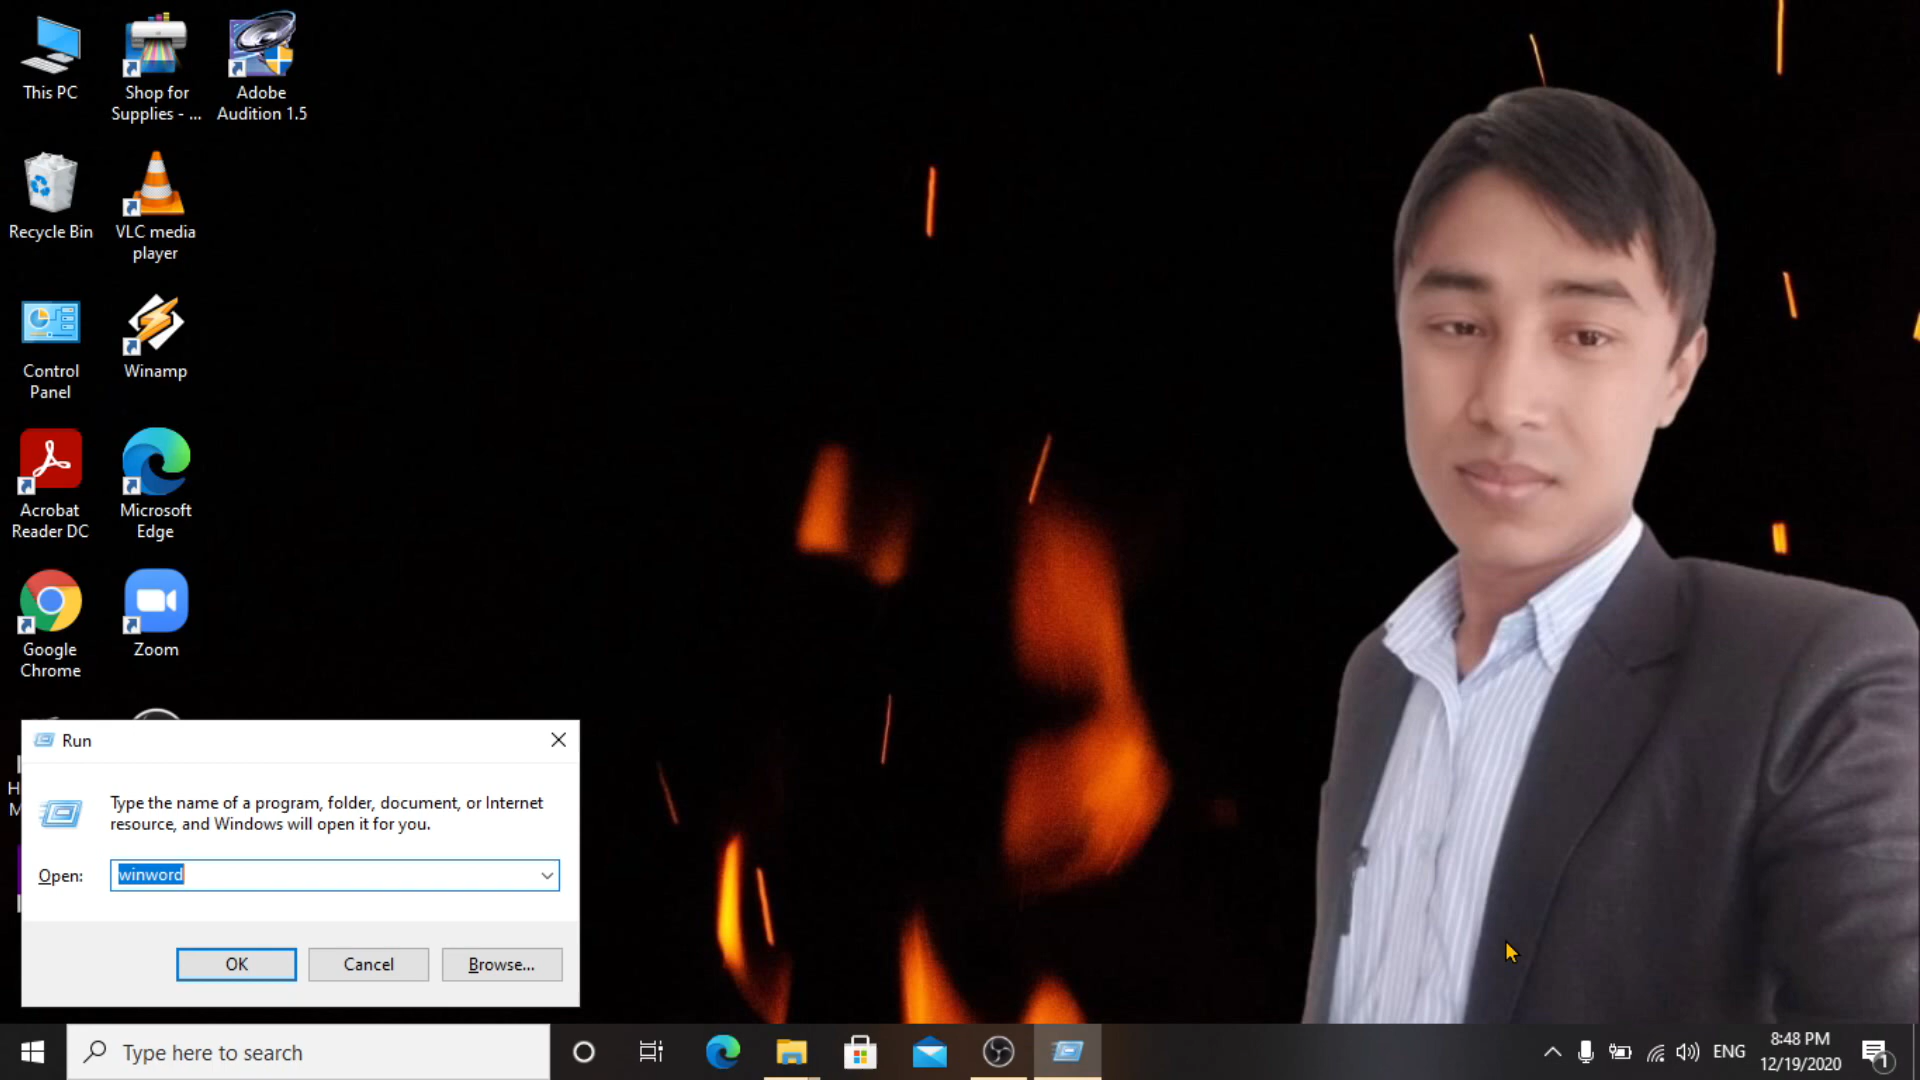 This PC
Shop for
Supplies - ...
Adobe
Audition 1.5
Recycle Bin
VLC media
player
Control
Panel
Winamp
Acrobat
Reader DC
Microsoft
Edge
Google
Chrome
Zoom
H
M
Run
Type the name of a program, folder, document, or Internet
resource, and Windows will open it for you.
Open:
winword
OK
Cancel
Browse...
Type here to search
ENG
8:48 PM
12/19/2020
1